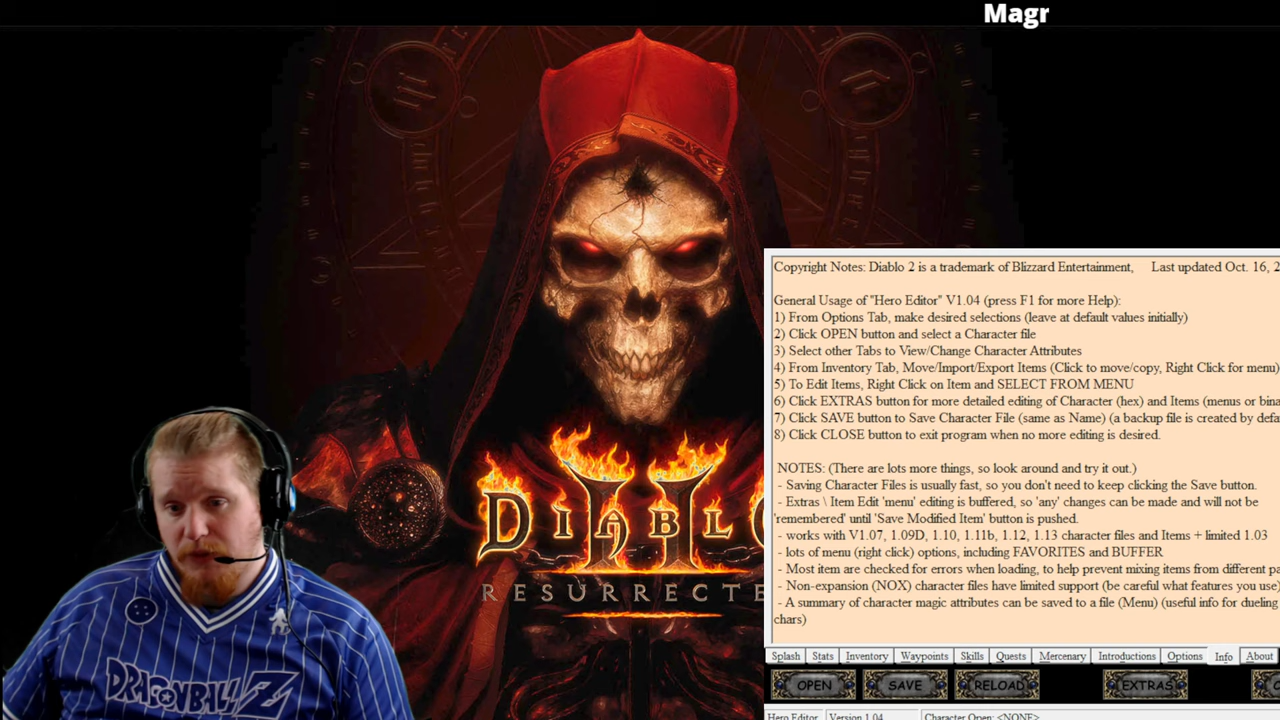 Magr
DIABLO
II
RESURRECTE
Copyright Notes: Diablo 2 is a trademark of Blizzard Entertainment, Last updated Oct. 16, 2
General Usage of "Hero Editor" V1.04 (press F1 for more Help):
1) From Options Tab, make desired selections (leave at default values initially)
2) Click OPEN button and select a Character file
3) Select other Tabs to View/Change Character Attributes
4) From Inventory Tab, Move/Import/Export Items (Click to move/copy, Right Click for menu)
5) To Edit Items, Right Click on Item and SELECT FROM MENU
6) Click EXTRAS button for more detailed editing of Character (hex) and Items (menus or bina
7) Click SAVE button to Save Character File (same as Name) (a backup file is created by defa
8) Click CLOSE button to exit program when no more editing is desired.
NOTES: (There are lots more things, so look around and try it out.)
- Saving Character Files is usually fast, so you don't need to keep clicking the Save button.
- Extras \ Item Edit 'menu' editing is buffered, so 'any' changes can be made and will not be
'remembered' until 'Save Modified Item' button is pushed.
- works with V1.07, 1.09D, 1.10, 1.11b, 1.12, 1.13 character files and Items + limited 1.03
- lots of menu (right click) options, including FAVORITES and BUFFER
- Most item are checked for errors when loading, to help prevent mixing items from different pa
- Non-expansion (NOX) character files have limited support (be careful what features you use)
- A summary of character magic attributes can be saved to a file (Menu) (useful info for dueling
chars)
Splash Stats Inventory Waypoints Skills Quests Mercenary Introductions Options Info About
OPEN SAVE RELOAD EXTRAS
Hero Editor Version 1.04 Character Open: <NONE>
DRAGONBALL Z